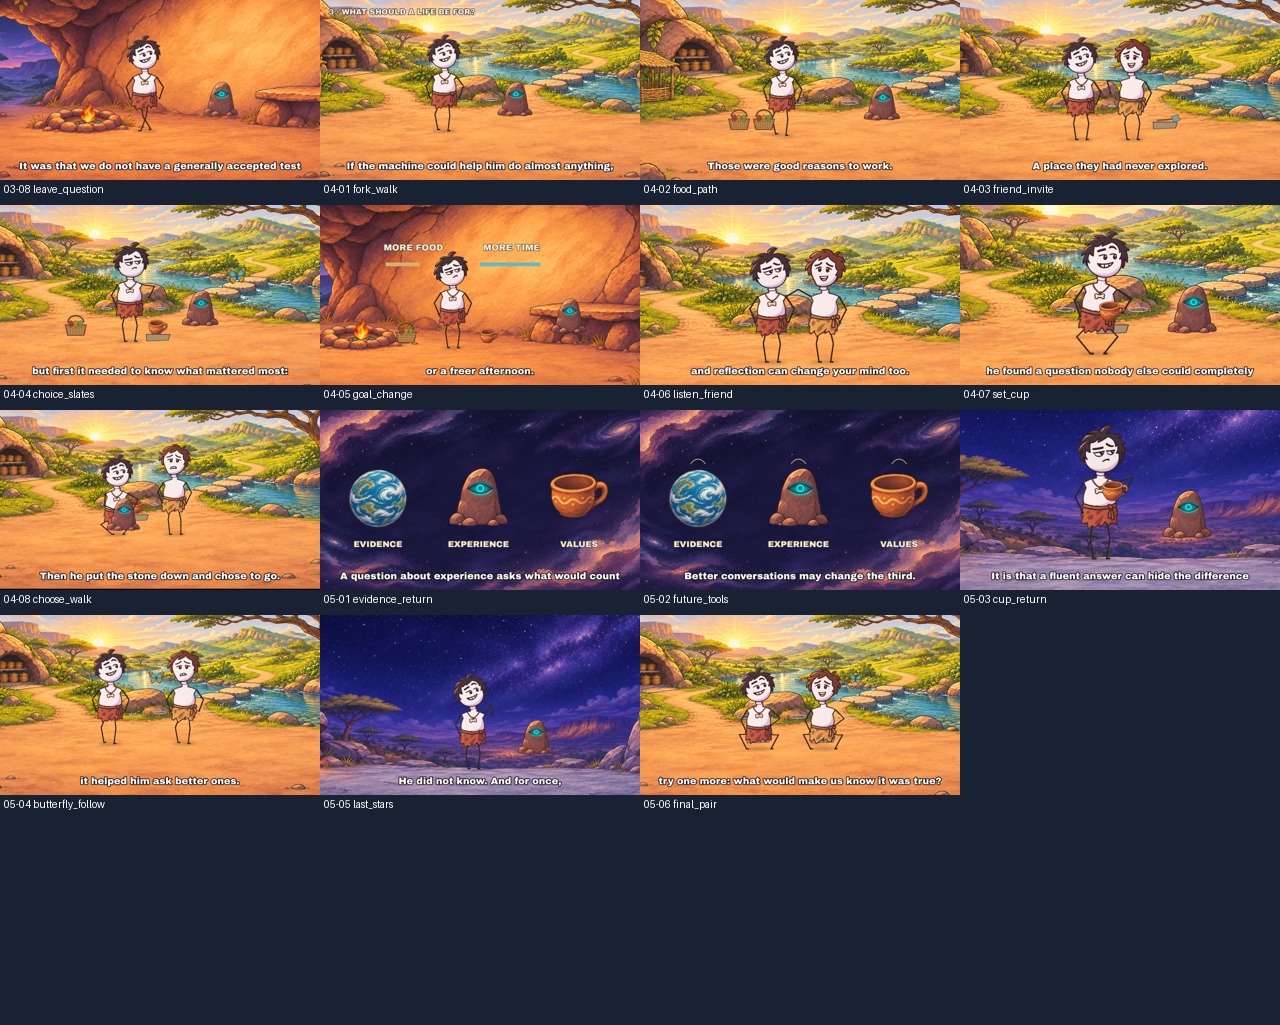 It was that we do not have a generally accepted test
03-08 leave_question
3 · WHAT SHOULD A LIFE BE FOR?
If the machine could help him do almost anything,
04-01 fork_walk
Those were good reasons to work.
04-02 food_path
A place they had never explored.
04-03 friend_invite
but first it needed to know what mattered most:
04-04 choice_slates
MORE FOOD
MORE TIME
or a freer afternoon.
04-05 goal_change
and reflection can change your mind too.
04-06 listen_friend
he found a question nobody else could completely
04-07 set_cup
Then he put the stone down and chose to go.
04-08 choose_walk
EVIDENCE
EXPERIENCE
VALUES
A question about experience asks what would count
05-01 evidence_return
EVIDENCE
EXPERIENCE
VALUES
Better conversations may change the third.
05-02 future_tools
It is that a fluent answer can hide the difference
05-03 cup_return
it helped him ask better ones.
05-04 butterfly_follow
He did not know. And for once,
05-05 last_stars
try one more: what would make us know it was true?
05-06 final_pair